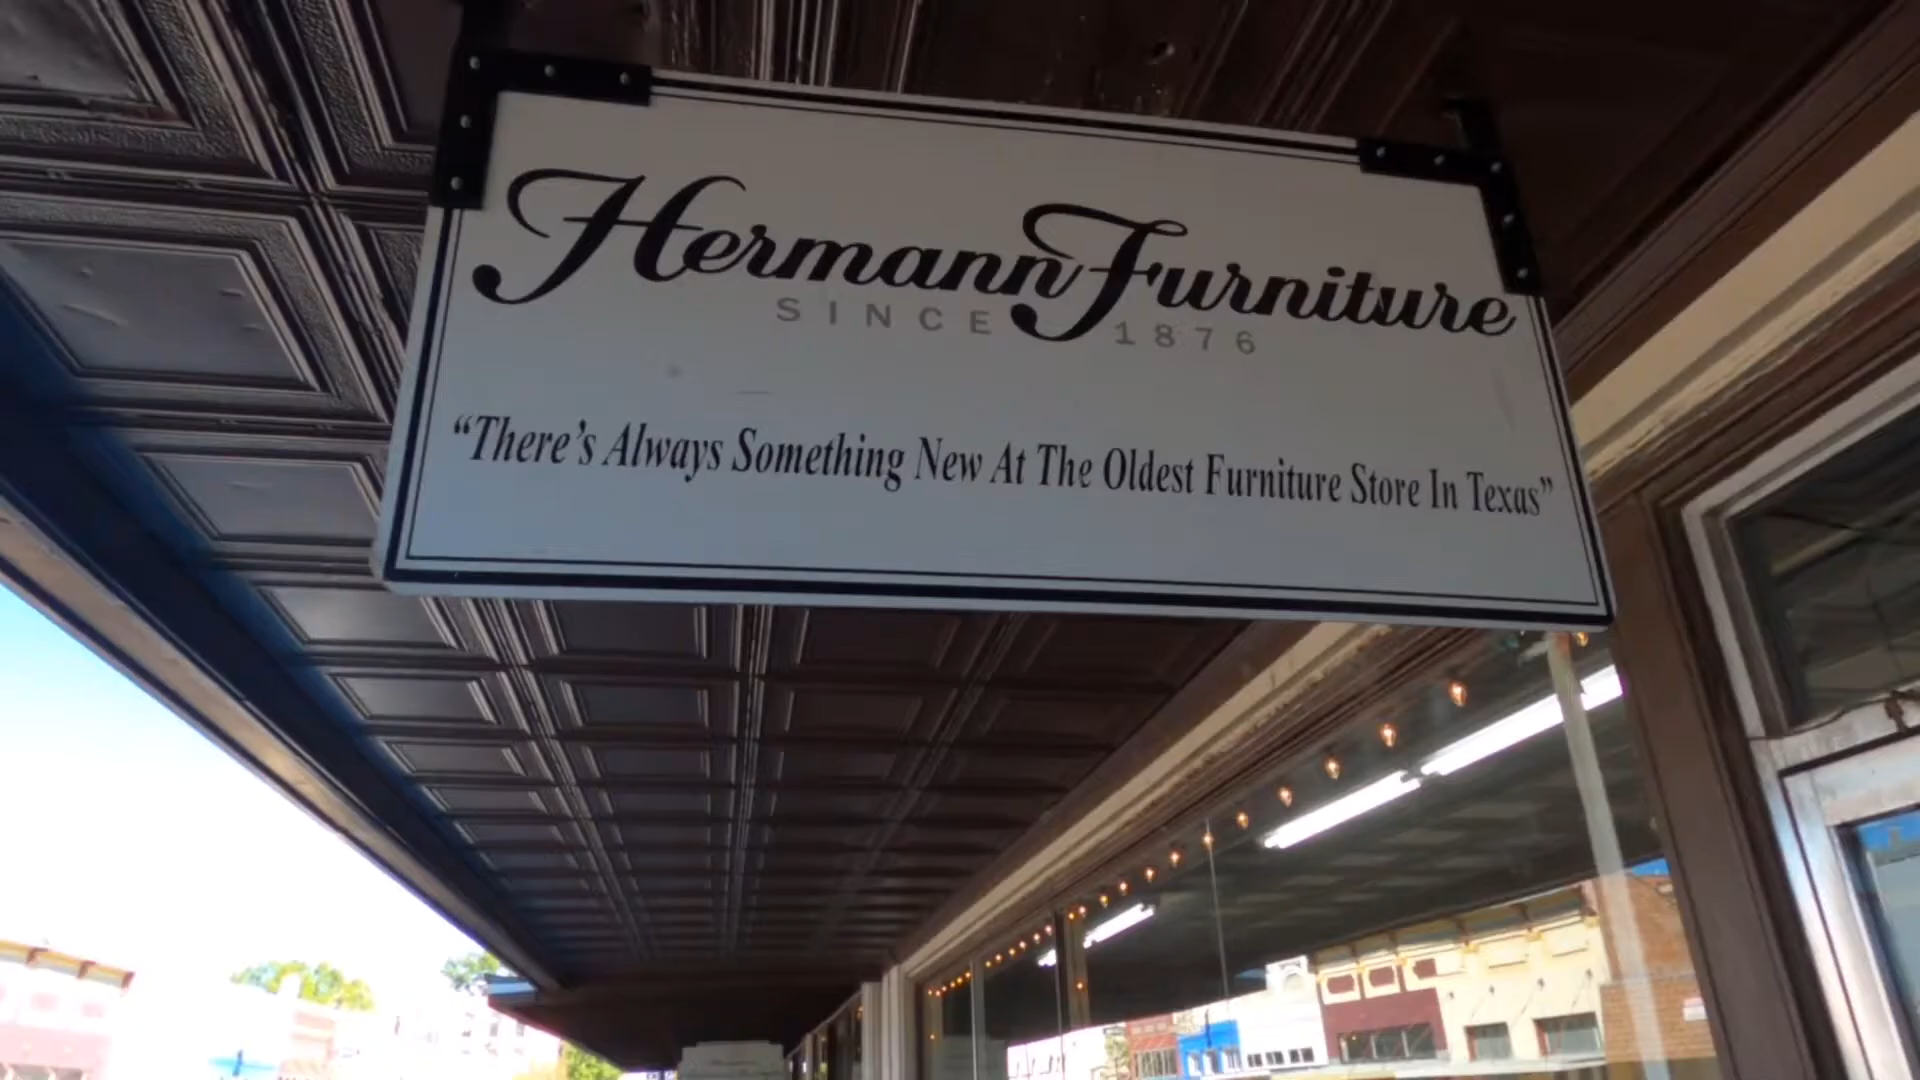 Hermann Furniture
SINCE 1876
“There’s Always Something New At The Oldest Furniture Store In Texas”